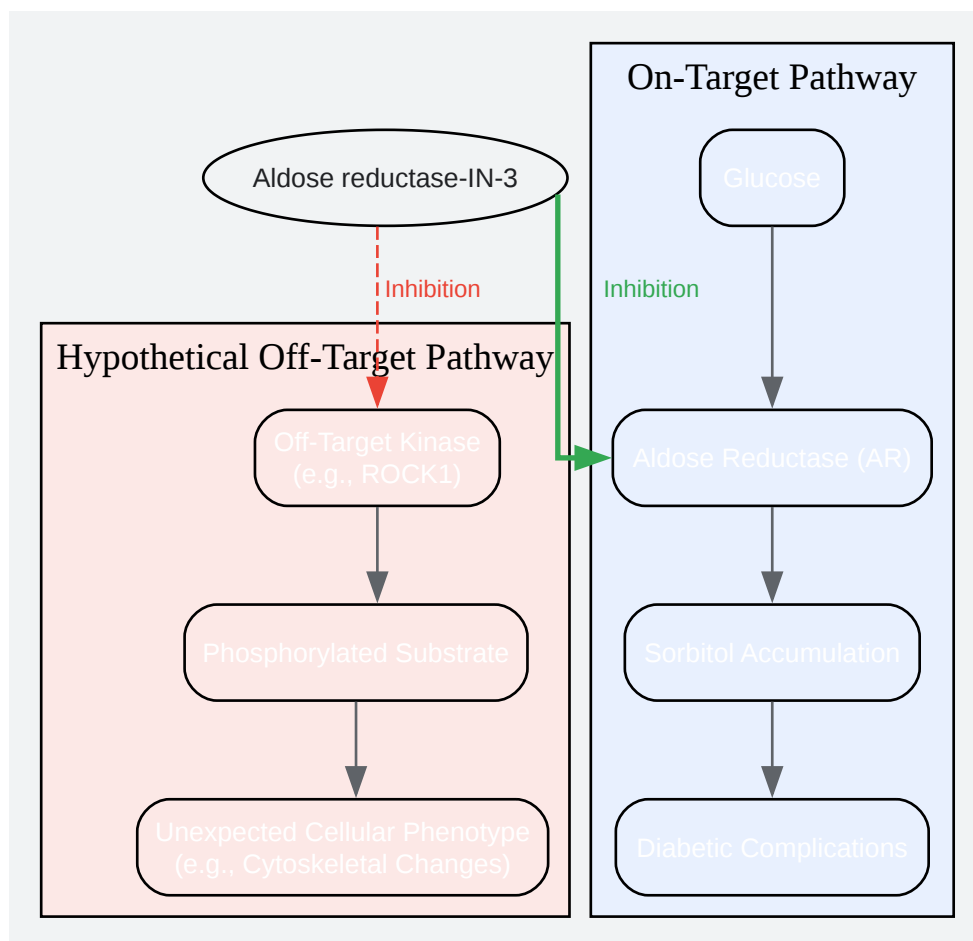 On-Target Pathway
Aldose reductase-IN-3
Glucose
Inhibition
Inhibition
Hypothetical Off-Target Pathway
Off-Target Kinase
(e.g., ROCK1)
Aldose Reductase (AR)
Phosphorylated Substrate
Sorbitol Accumulation
Unexpected Cellular Phenotype
(e.g., Cytoskeletal Changes)
Diabetic Complications